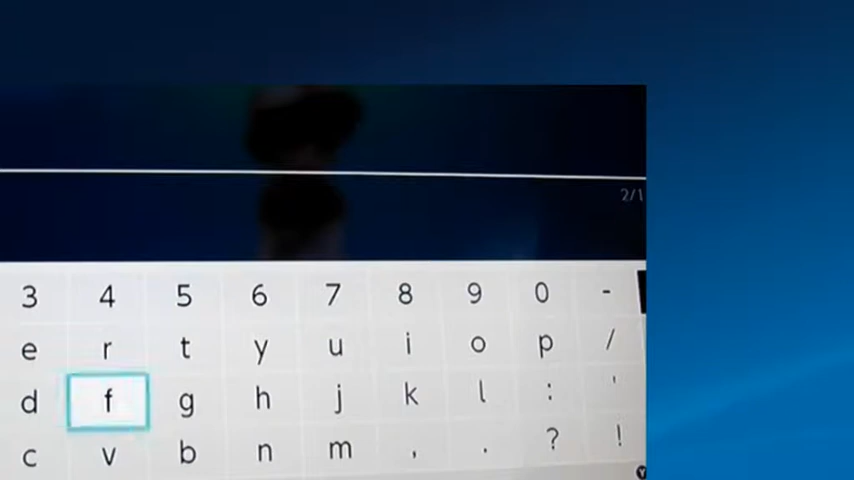 2/1
3 4 5 6 7 8 9 0 -
e r t y u i o p /
d f g h j k l : '
c v b n m , . ? !
Y